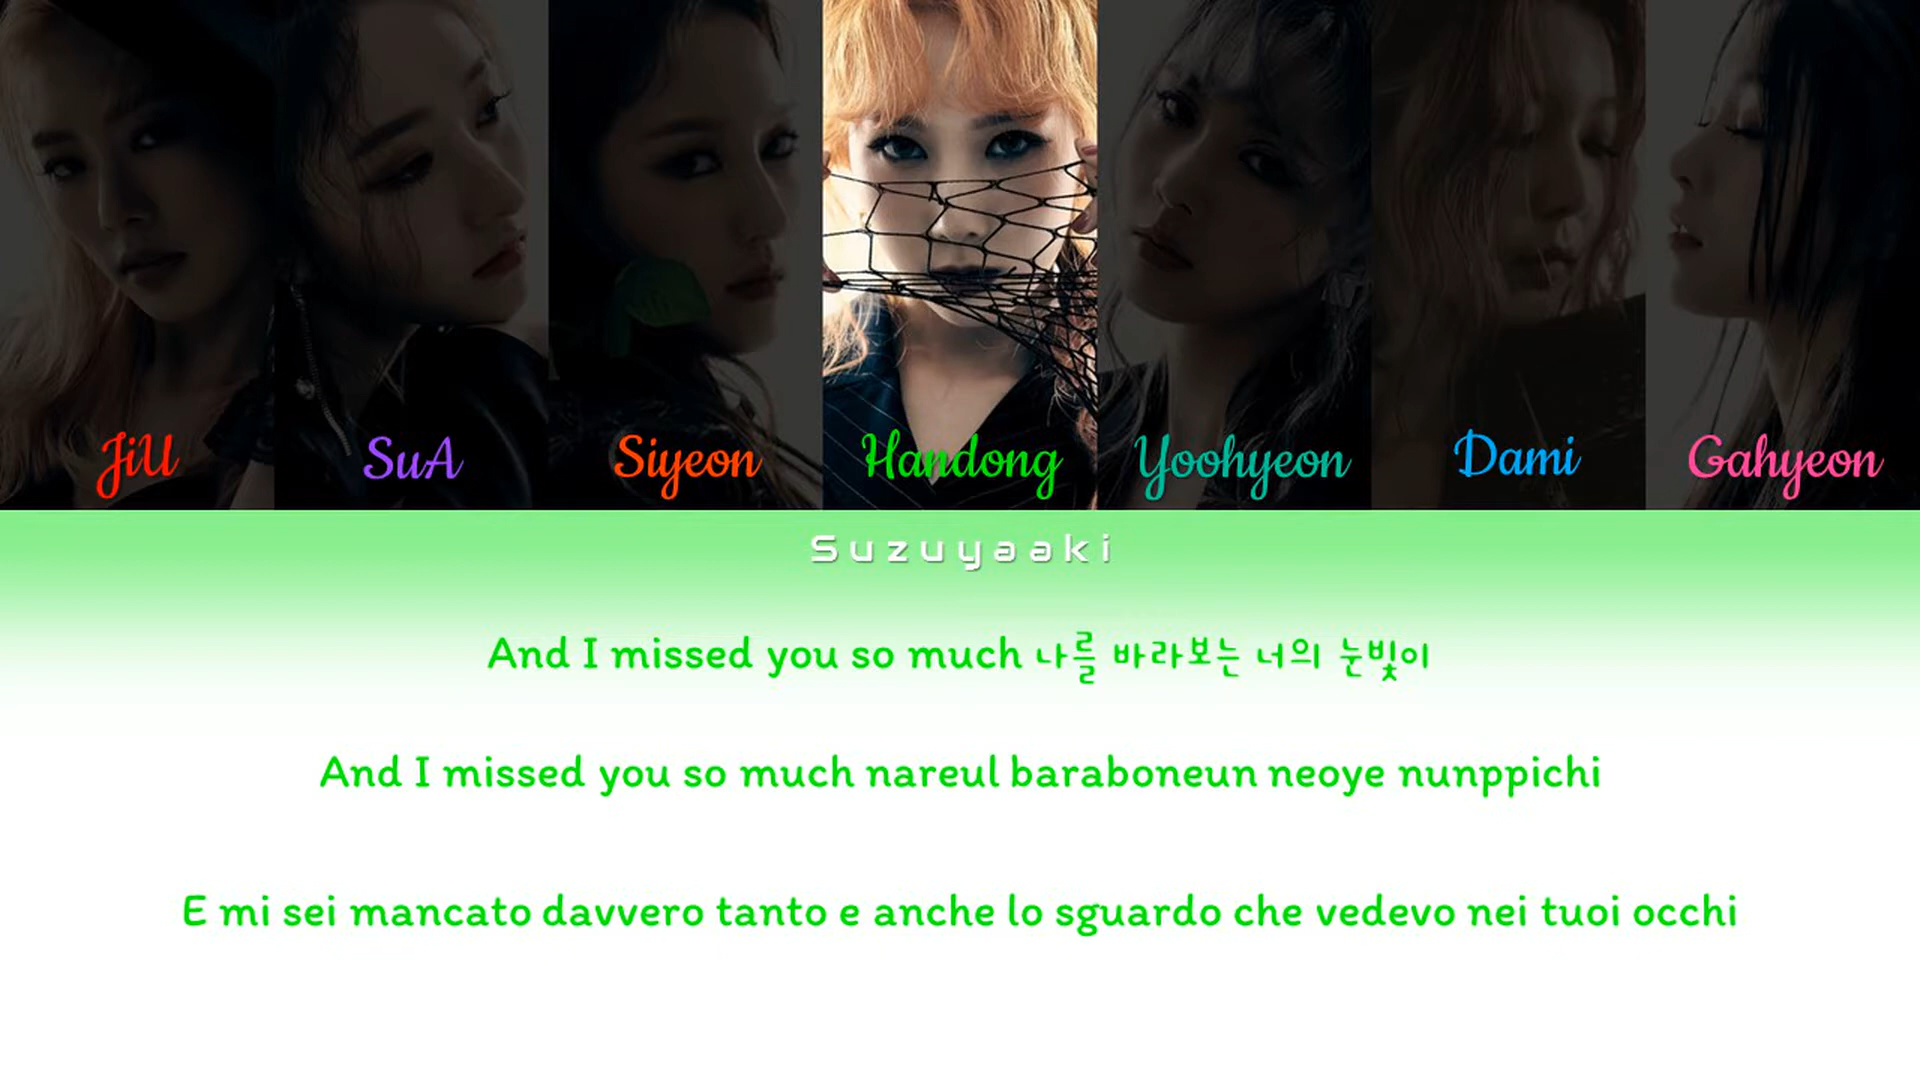 JiU SuA Siyeon Handong Yoohyeon Dami Gahyeon
Suzuyaaki
And I missed you so much 나를 바라보는 너의 눈빛이
And I missed you so much nareul baraboneun neoye nunppichi
E mi sei mancato davvero tanto e anche lo sguardo che vedevo nei tuoi occhi